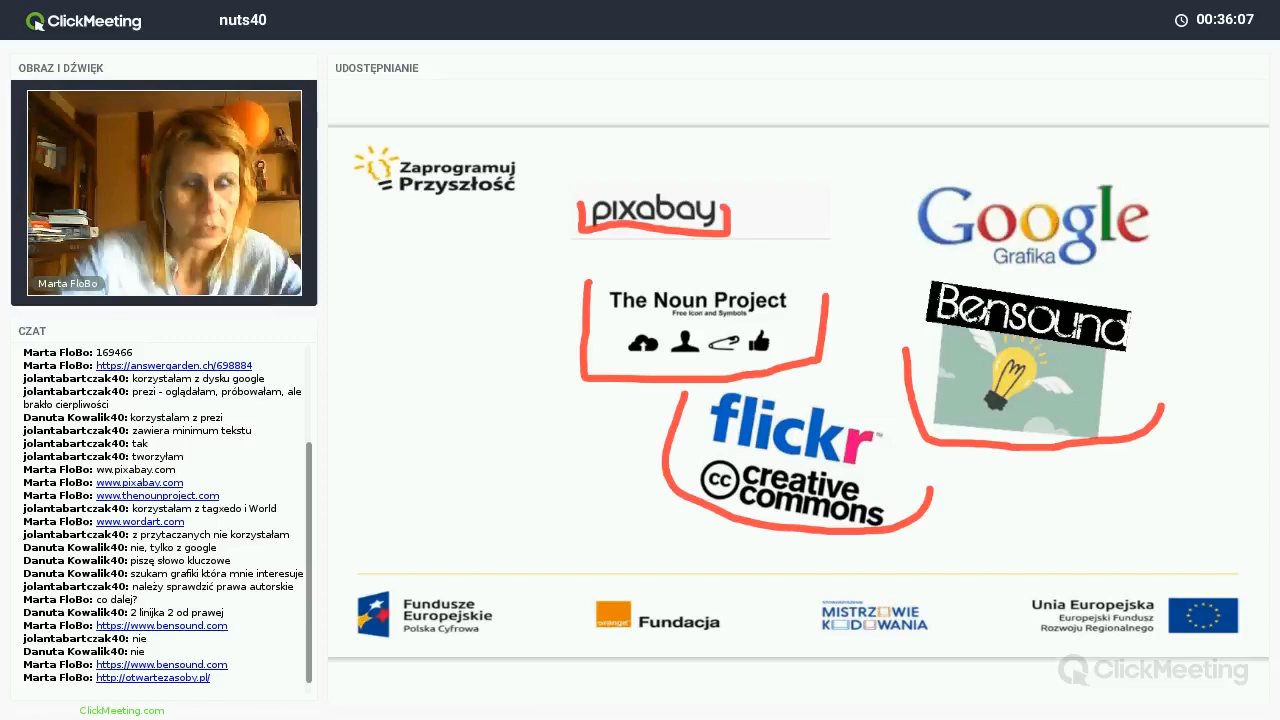 ClickMeeting
nuts40
00:36:07
OBRAZ I DŹWIĘK
Marta FloBo
CZAT
Marta FloBo: 169466
Marta FloBo: https://answergarden.ch/698884
jolantabartczak40: korzystałam z dysku google
jolantabartczak40: prezi - oglądałam, próbowałam, ale
brakło cierpliwości
Danuta Kowalik40: korzystałam z prezi
jolantabartczak40: zawiera minimum tekstu
jolantabartczak40: tak
jolantabartczak40: tworzyłam
Marta FloBo: ww.pixabay.com
Marta FloBo: www.pixabay.com
Marta FloBo: www.thenounproject.com
jolantabartczak40: korzystałam z tagxedo i World
Marta FloBo: www.wordart.com
jolantabartczak40: z przytaczanych nie korzystałam
Danuta Kowalik40: nie, tylko z google
Danuta Kowalik40: piszę słowo kluczowe
Danuta Kowalik40: szukam grafiki która mnie interesuje
jolantabartczak40: należy sprawdzić prawa autorskie
Marta FloBo: co dalej?
Danuta Kowalik40: 2 linijka 2 od prawej
Marta FloBo: https://www.bensound.com
jolantabartczak40: nie
Danuta Kowalik40: nie
Marta FloBo: https://www.bensound.com
Marta FloBo: http://otwartezasoby.pl/
ClickMeeting.com
UDOSTĘPNIANIE
Zaprogramuj
Przyszłość
pixabay
Google
Grafika
The Noun Project
Free Icon and Symbols
Bensound
flickr™
cc creative
commons
Fundusze
Europejskie
Polska Cyfrowa
orange™
Fundacja
STOWARZYSZENIE
MISTRZOWIE
KODOWANIA
Unia Europejska
Europejski Fundusz
Rozwoju Regionalnego
ClickMeeting